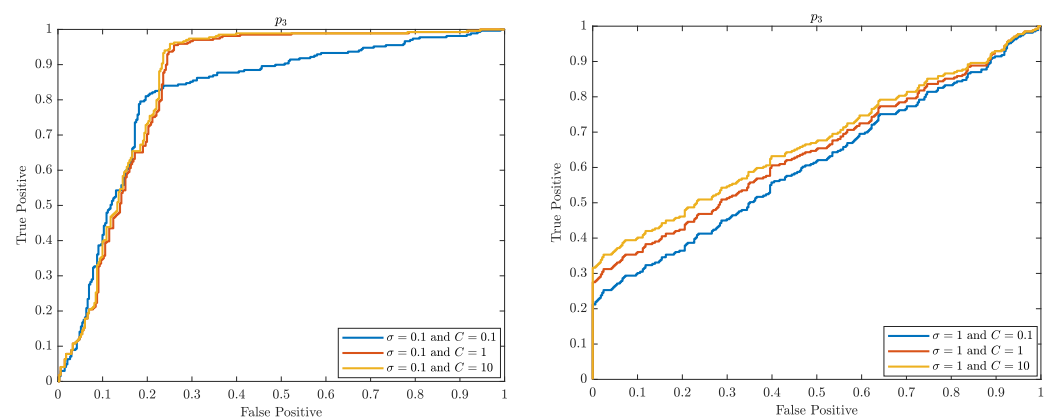 p3
1
0.9
0.8
0.7
0.6
0.5
0.4
0.3
0.2
0.1
0
0 0.1 0.2 0.3 0.4 0.5 0.6 0.7 0.8 0.9 1
True Positive
False Positive
σ = 0.1 and C = 0.1
σ = 0.1 and C = 1
σ = 0.1 and C = 10
p3
1
0.9
0.8
0.7
0.6
0.5
0.4
0.3
0.2
0.1
0
0 0.1 0.2 0.3 0.4 0.5 0.6 0.7 0.8 0.9 1
True Positive
False Positive
σ = 1 and C = 0.1
σ = 1 and C = 1
σ = 1 and C = 10